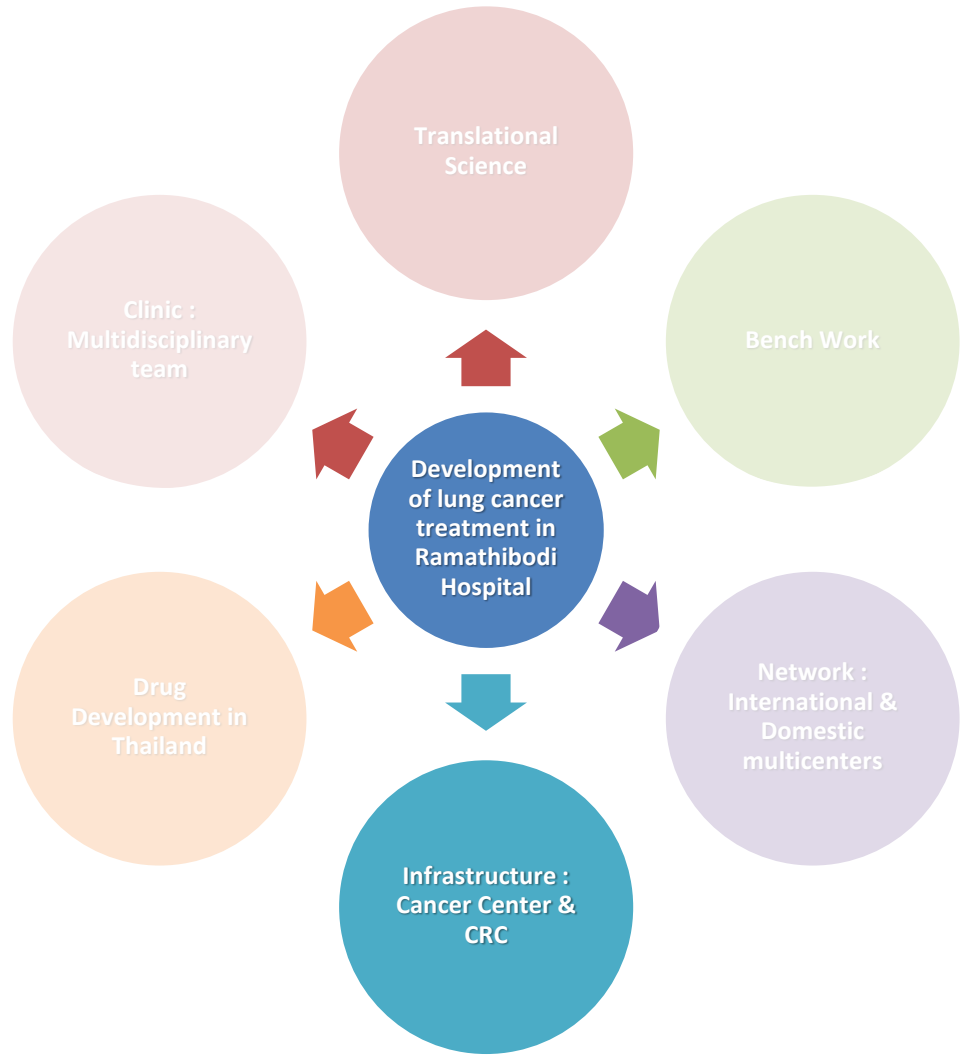 Translational
Science
Clinic :
Multidisciplinary
team
Bench Work
Development
of lung cancer
treatment in
Ramathibodi
Hospital
Drug
Development in
Thailand
Network :
International &
Domestic
multicenters
Infrastructure :
Cancer Center &
CRC